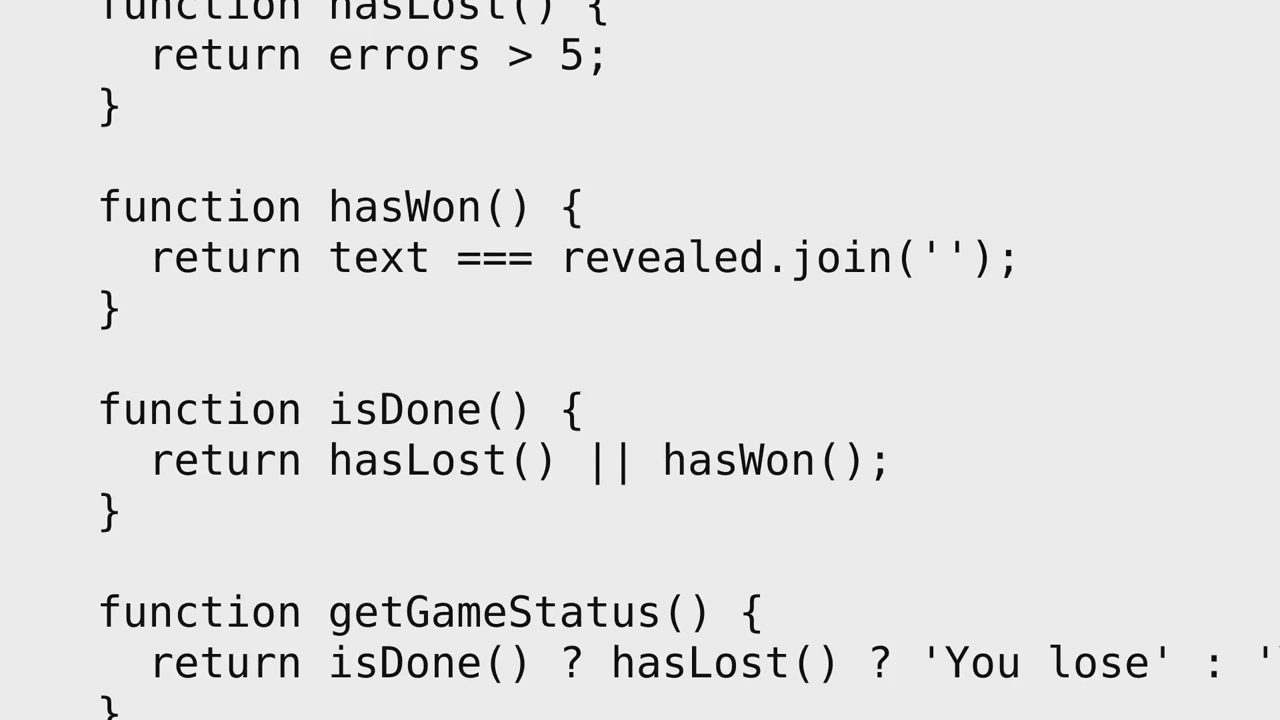 function hasLost() {
  return errors > 5;
}

function hasWon() {
  return text === revealed.join('');
}

function isDone() {
  return hasLost() || hasWon();
}

function getGameStatus() {
  return isDone() ? hasLost() ? 'You lose' : '
}